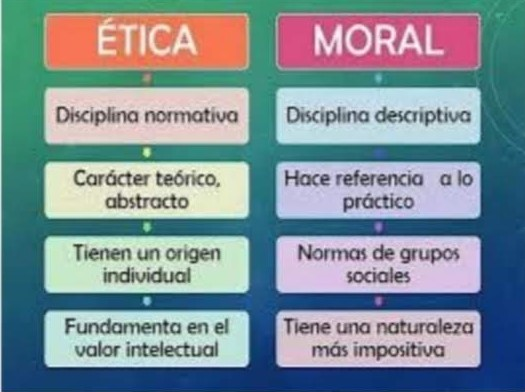 ÉTICA
Disciplina normativa
Carácter teórico,
abstracto
Tienen un origen
individual
Fundamenta en el
valor intelectual
MORAL
Disciplina descriptiva
Hace referencia a lo
práctico
Normas de grupos
sociales
Tiene una naturaleza
más impositiva